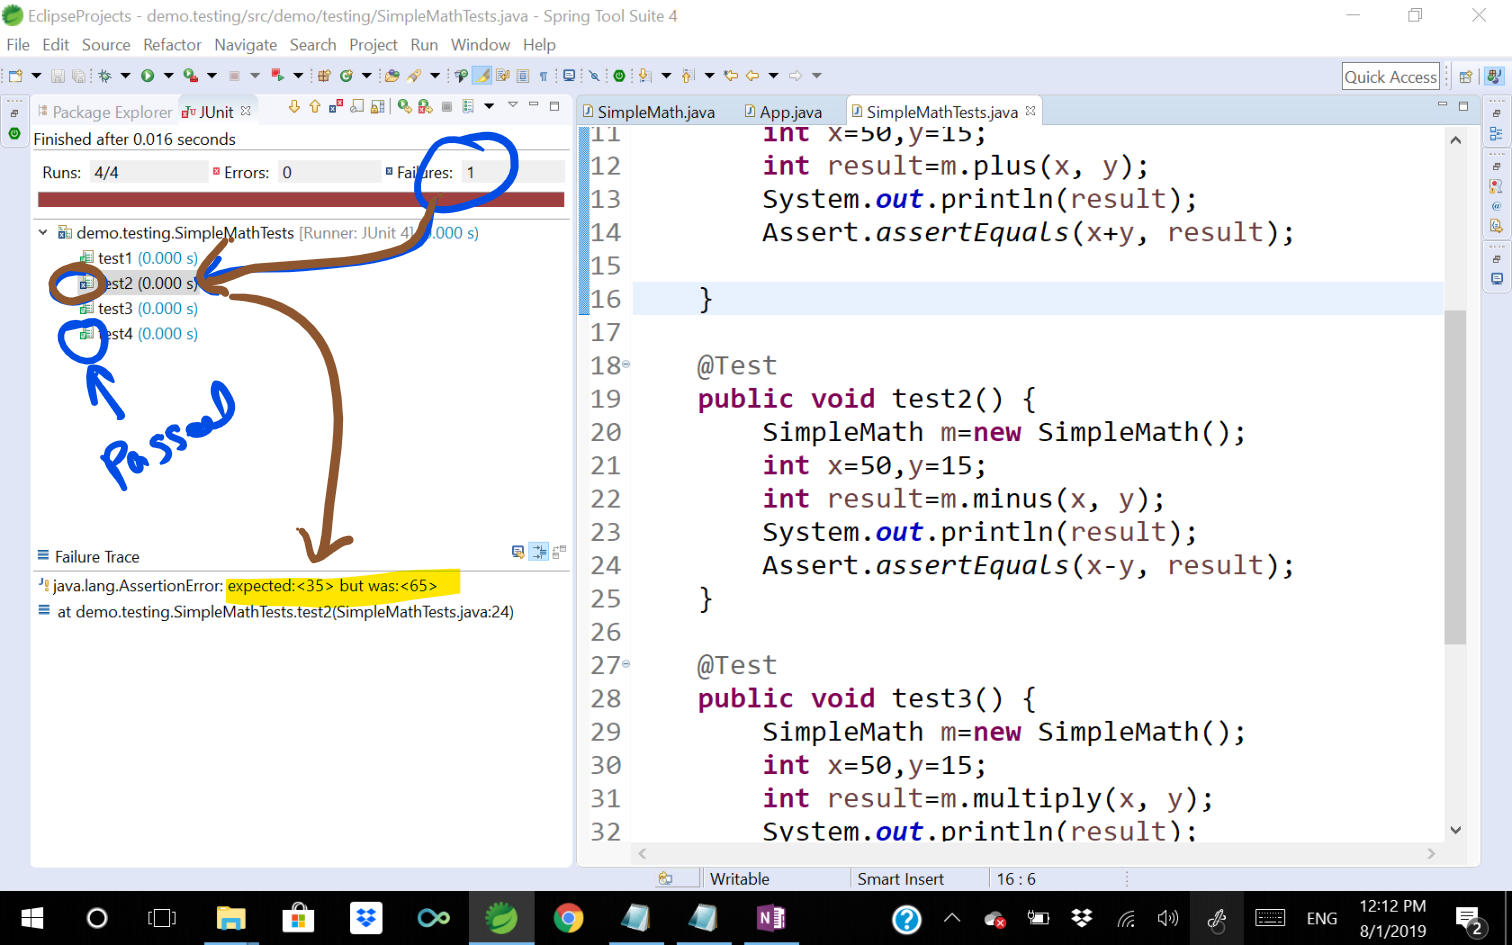 EclipseProjects - demo.testing/src/demo/testing/SimpleMathTests.java - Spring Tool Suite 4
File Edit Source Refactor Navigate Search Project Run Window Help
Quick Access
Package Explorer JUnit
Finished after 0.016 seconds
Runs: 4/4 Errors: 0 Failures: 1
demo.testing.SimpleMathTests [Runner: JUnit 4] .000 s)
test1 (0.000 s)
est2 (0.000 s)
test3 (0.000 s)
test4 (0.000 s)
Passed
Failure Trace
java.lang.AssertionError: expected:<35> but was:<65>
at demo.testing.SimpleMathTests.test2(SimpleMathTests.java:24)
SimpleMath.java App.java SimpleMathTests.java
11 int x=50,y=15;
12 int result=m.plus(x, y);
13 System.out.println(result);
14 Assert.assertEquals(x+y, result);
15
16 }
17
18 @Test
19 public void test2() {
20 SimpleMath m=new SimpleMath();
21 int x=50,y=15;
22 int result=m.minus(x, y);
23 System.out.println(result);
24 Assert.assertEquals(x-y, result);
25 }
26
27 @Test
28 public void test3() {
29 SimpleMath m=new SimpleMath();
30 int x=50,y=15;
31 int result=m.multiply(x, y);
32 System.out.println(result);
Writable Smart Insert 16 : 6
ENG
12:12 PM
8/1/2019
2